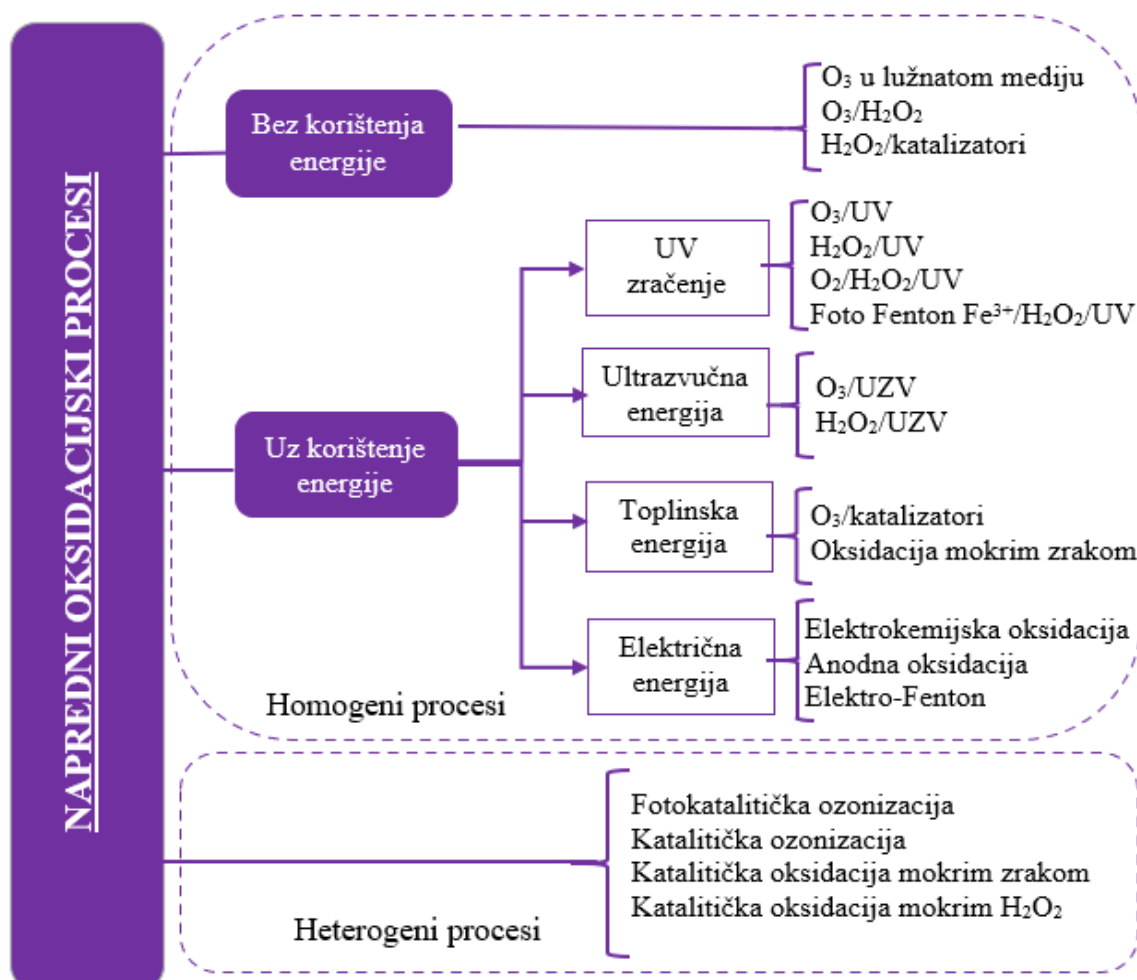 NAPREDNI OKSIDACIJSKI PROCESI
Bez korištenja
energije
O₃ u lužnatom mediju
O₃/H₂O₂
H₂O₂/katalizatori
Uz korištenje
energije
UV
zračenje
O₃/UV
H₂O₂/UV
O₂/H₂O₂/UV
Foto Fenton Fe³⁺/H₂O₂/UV
Ultrazvučna
energija
O₃/UZV
H₂O₂/UZV
Toplinska
energija
O₃/katalizatori
Oksidacija mokrim zrakom
Električna
energija
Elektrokemijska oksidacija
Anodna oksidacija
Elektro-Fenton
Homogeni procesi
Fotokatalitička ozonizacija
Katalitička ozonizacija
Katalitička oksidacija mokrim zrakom
Katalitička oksidacija mokrim H₂O₂
Heterogeni procesi